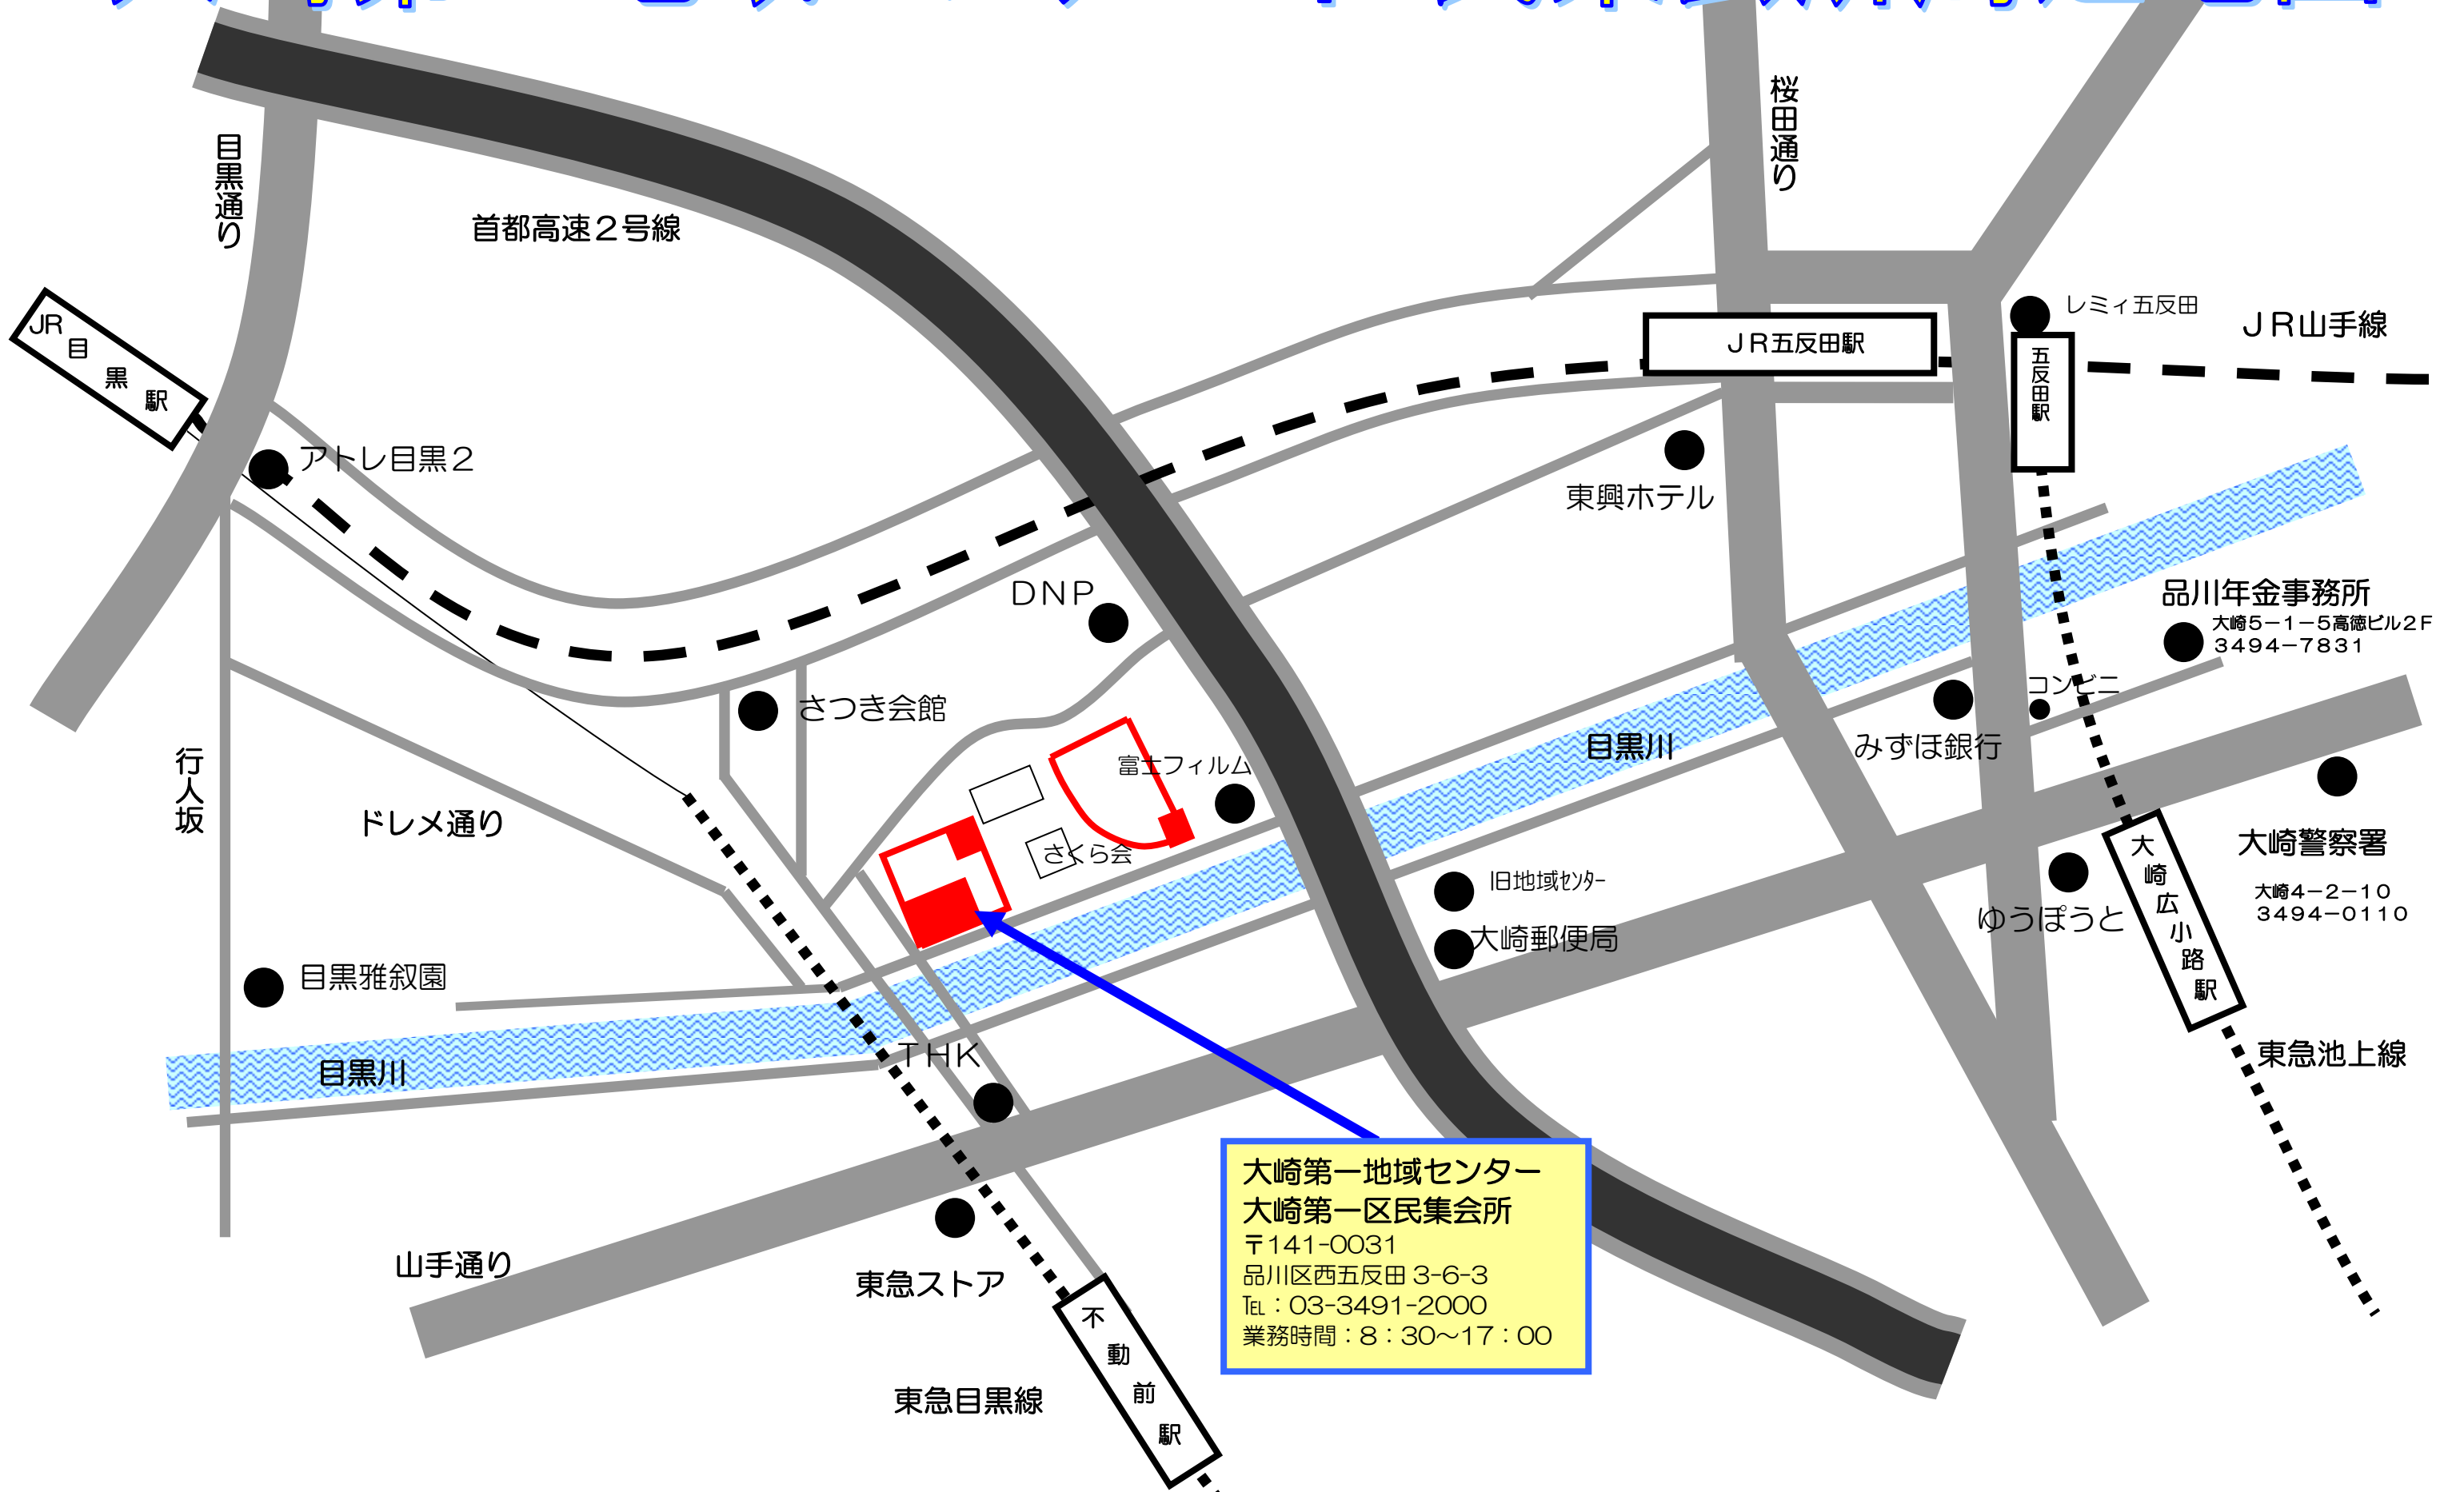 桜田通り
目黒通り
首都高速２号線
レミィ五反田
ＪＲ山手線
JR目黒駅
ＪＲ五反田駅
五反田駅
アトレ目黒２
東興ホテル
ＤＮＰ
品川年金事務所
大崎５－１－５高徳ビル２Ｆ
３４９４－７８３１
コンビニ
さつき会館
目黒川
みずほ銀行
行人坂
富士フィルム
ドレメ通り
さくら会
大崎警察署
大崎４－２－１０
３４９４－０１１０
旧地域ｾﾝﾀｰ
大崎郵便局
ゆうぽうと
大崎広小路駅
目黒雅叙園
東急池上線
目黒川
ＴＨＫ
大崎第一地域センター
大崎第一区民集会所
〒141-0031
品川区西五反田 3-6-3
℡：03-3491-2000
業務時間：8：30～17：00
山手通り
東急ストア
不動前駅
東急目黒線